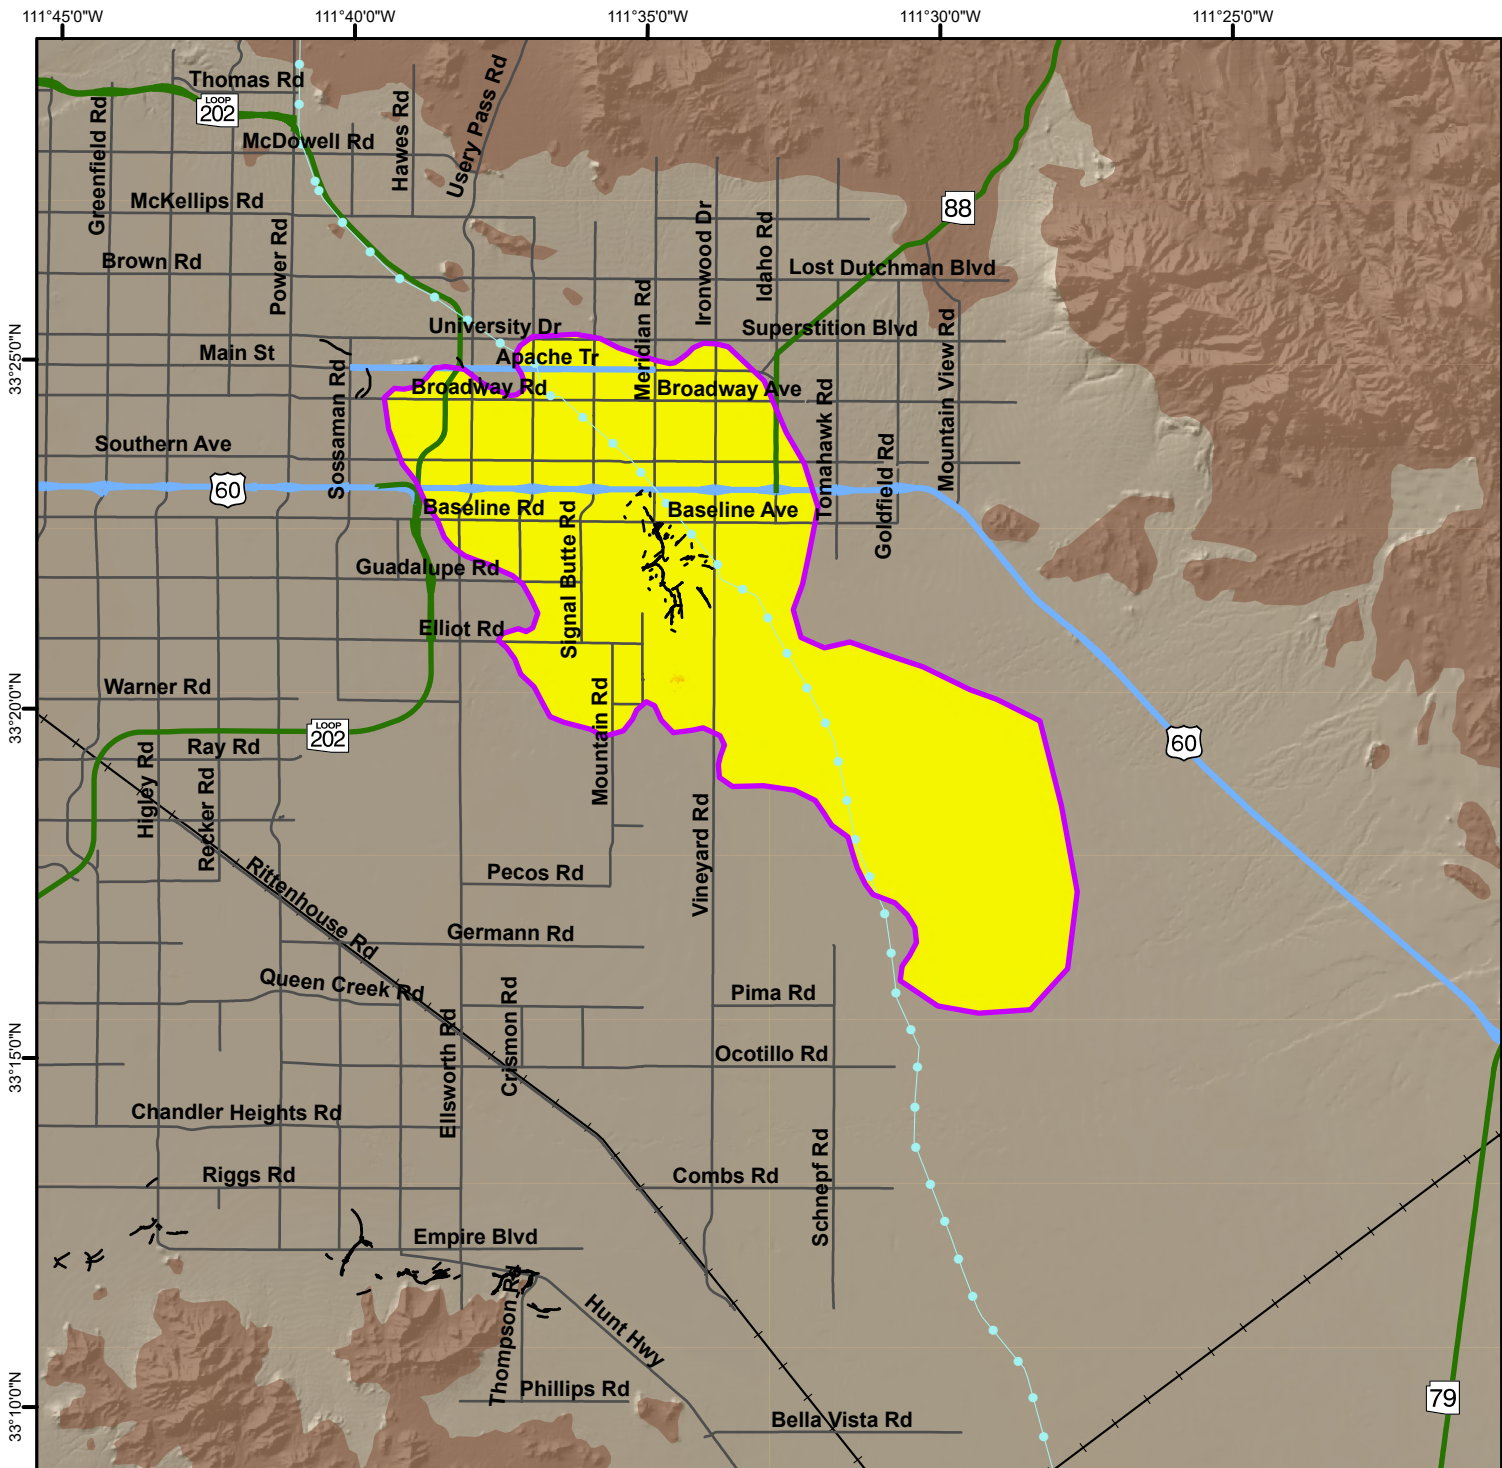 111°45'0"W
111°40'0"W
111°35'0"W
111°30'0"W
111°25'0"W
Thomas Rd
LOOP
202
Greenfield Rd
McDowell Rd
Hawes Rd
Usery Pass Rd
McKellips Rd
88
Power Rd
Ironwood Dr
Idaho Rd
Brown Rd
Lost Dutchman Blvd
Meridian Rd
University Dr
Superstition Blvd
Mountain View Rd
33°25'0"N
Main St
Apache Tr
Sossaman Rd
Broadway Rd
Broadway Ave
Tomahawk Rd
Southern Ave
Goldfield Rd
60
Baseline Rd
Baseline Ave
Signal Butte Rd
Guadalupe Rd
Elliot Rd
Warner Rd
33°20'0"N
Mountain Rd
LOOP
202
60
Ray Rd
Higley Rd
Recker Rd
Vineyard Rd
Rittenhouse Rd
Pecos Rd
Germann Rd
Queen Creek Rd
Crismon Rd
Pima Rd
Ellsworth Rd
33°15'0"N
Ocotillo Rd
Chandler Heights Rd
Schnepf Rd
Riggs Rd
Combs Rd
Empire Blvd
Thompson Rd
Hunt Hwy
Phillips Rd
79
33°10'0"N
Bella Vista Rd